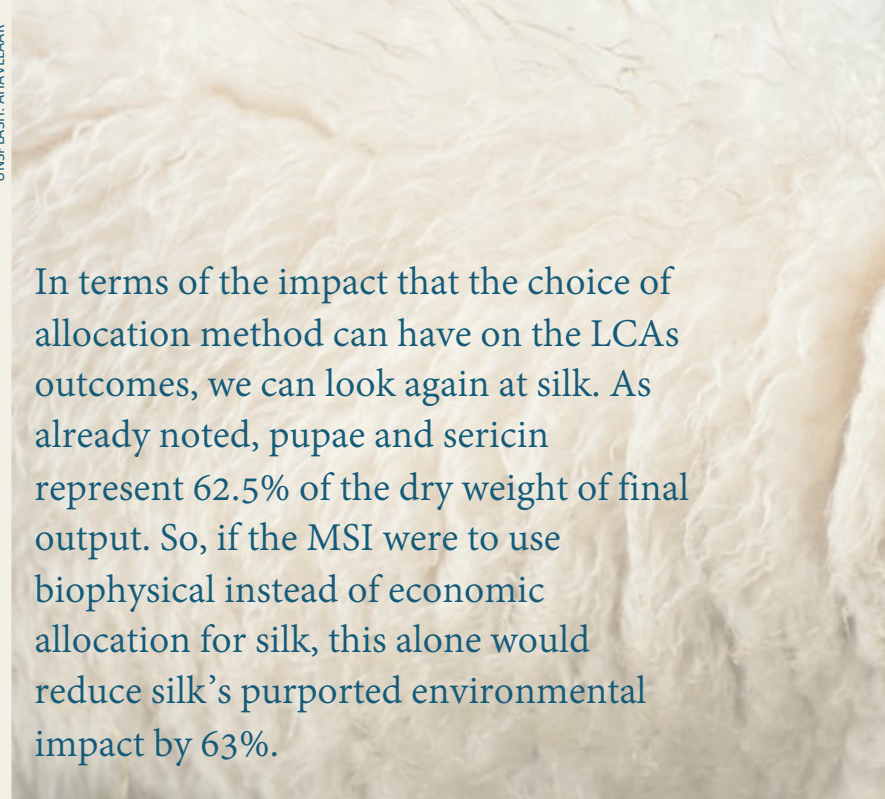 In terms of the impact that the choice of
allocation method can have on the LCAs
outcomes, we can look again at silk. As
already noted, pupae and sericin
represent 62.5% of the dry weight of final
output. So, if the MSI were to use
biophysical instead of economic
allocation for silk, this alone would
reduce silk’s purported environmental
impact by 63%.